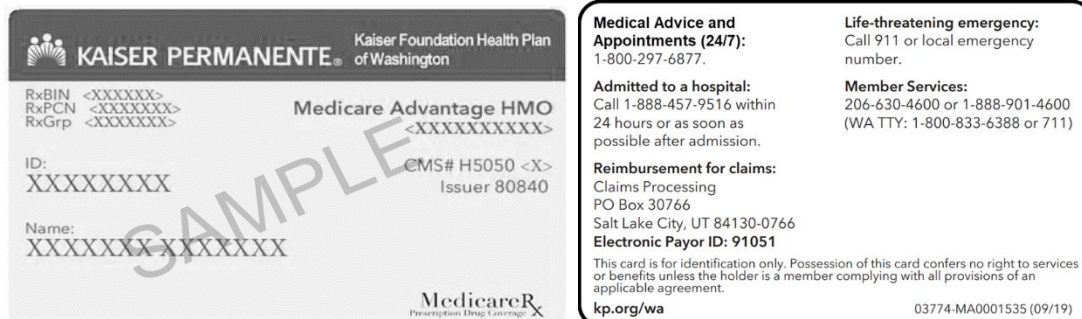 KAISER PERMANENTE®
Kaiser Foundation Health Plan
of Washington
RxBIN <XXXXXX>
RxPCN <XXXXXXX>
RxGrp <XXXXXXX>
Medicare Advantage HMO
<XXXXXXXXXX>
ID:
XXXXXXXX
CMS# H5050 <X>
Issuer 80840
Name:
XXXXXXX XXXXXXX
SAMPLE
MedicareRx
Prescription Drug Coverage
Medical Advice and
Appointments (24/7):
1-800-297-6877.
Admitted to a hospital:
Call 1-888-457-9516 within
24 hours or as soon as
possible after admission.
Reimbursement for claims:
Claims Processing
PO Box 30766
Salt Lake City, UT 84130-0766
Electronic Payor ID: 91051
Life-threatening emergency:
Call 911 or local emergency
number.
Member Services:
206-630-4600 or 1-888-901-4600
(WA TTY: 1-800-833-6388 or 711)
This card is for identification only. Possession of this card confers no right to services
or benefits unless the holder is a member complying with all provisions of an
applicable agreement.
kp.org/wa
03774-MA0001535 (09/19)